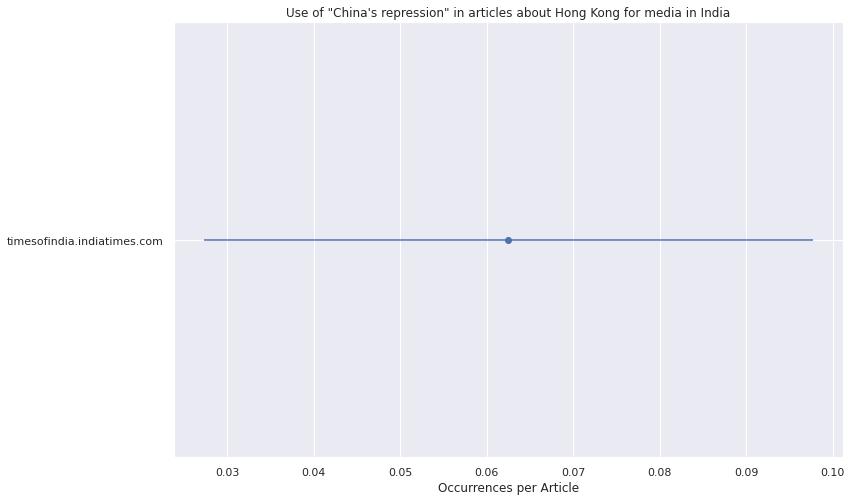 Use of "China's repression" in articles about Hong Kong for media in India
timesofindia.indiatimes.com
0.03 0.04 0.05 0.06 0.07 0.08 0.09 0.10
Occurrences per Article